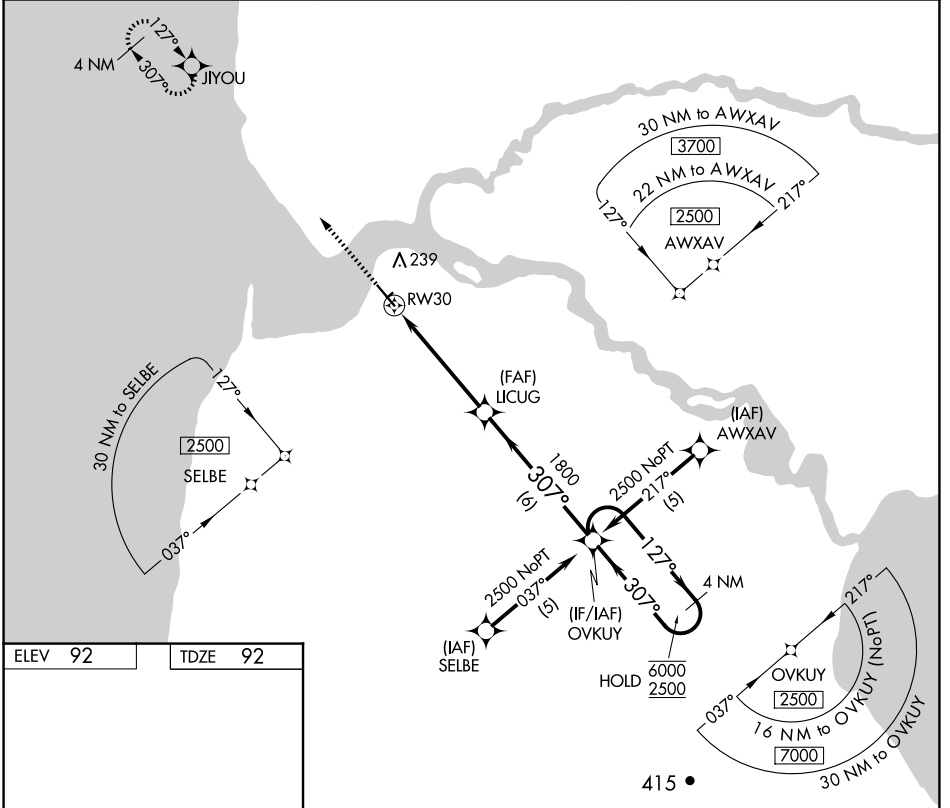 127°
4 NM
307°
JIYOU
30 NM to AWXAV
3700
22 NM to AWXAV
127°
217°
2500
AWXAV
239
RW30
(FAF)
LICUG
30 NM to SELBE
127°
2500
SELBE
037°
(IAF)
AWXAV
1800
307°
(6)
2500 NoPT
217°
(5)
127°
4 NM
307°
2500 NoPT
037°
(5)
(IF/IAF)
OVKUY
(IAF)
SELBE
HOLD
6000
2500
217°
OVKUY
2500
037°
16 NM to OVKUY (NoPT)
7000
30 NM to OVKUY
ELEV 92
TDZE 92
415